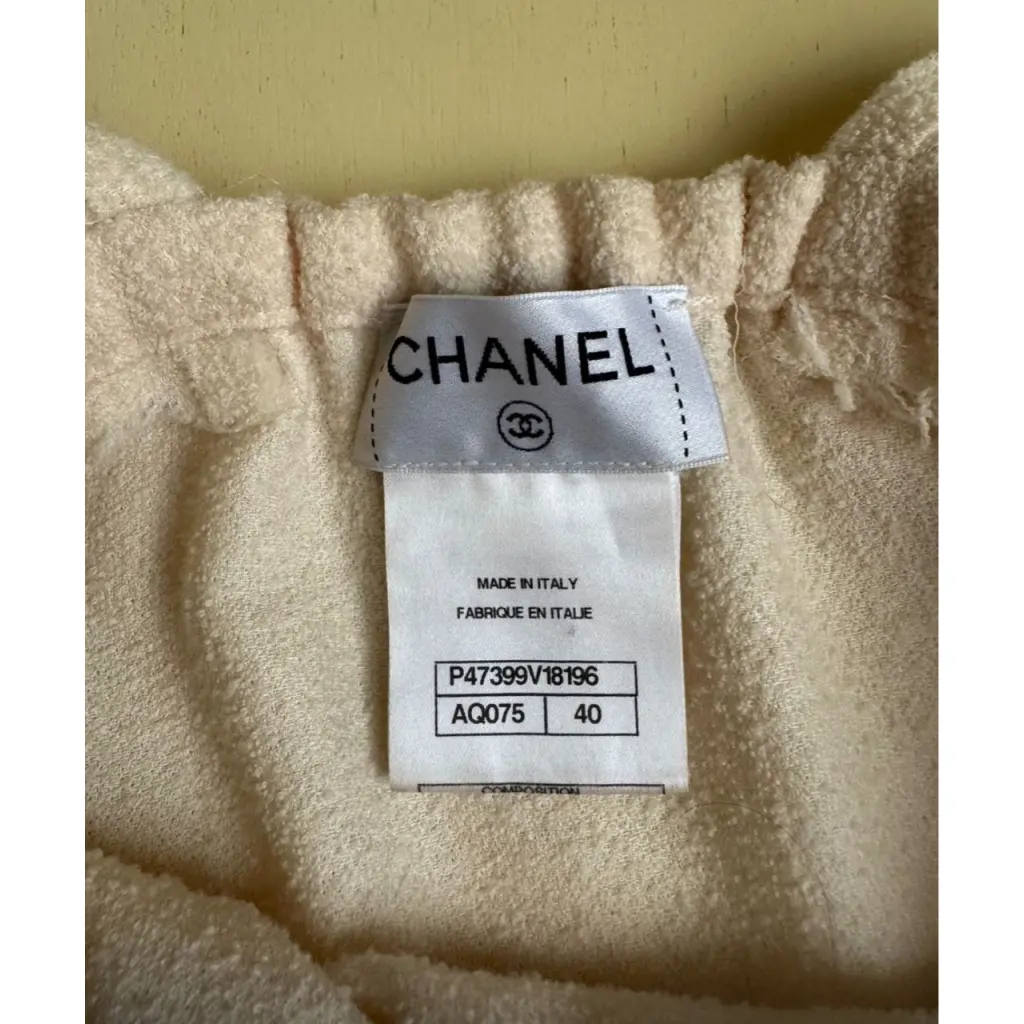 CHANEL
MADE IN ITALY
FABRIQUE EN ITALIE
P47399V18196
AQ075 40
COMPOSITION